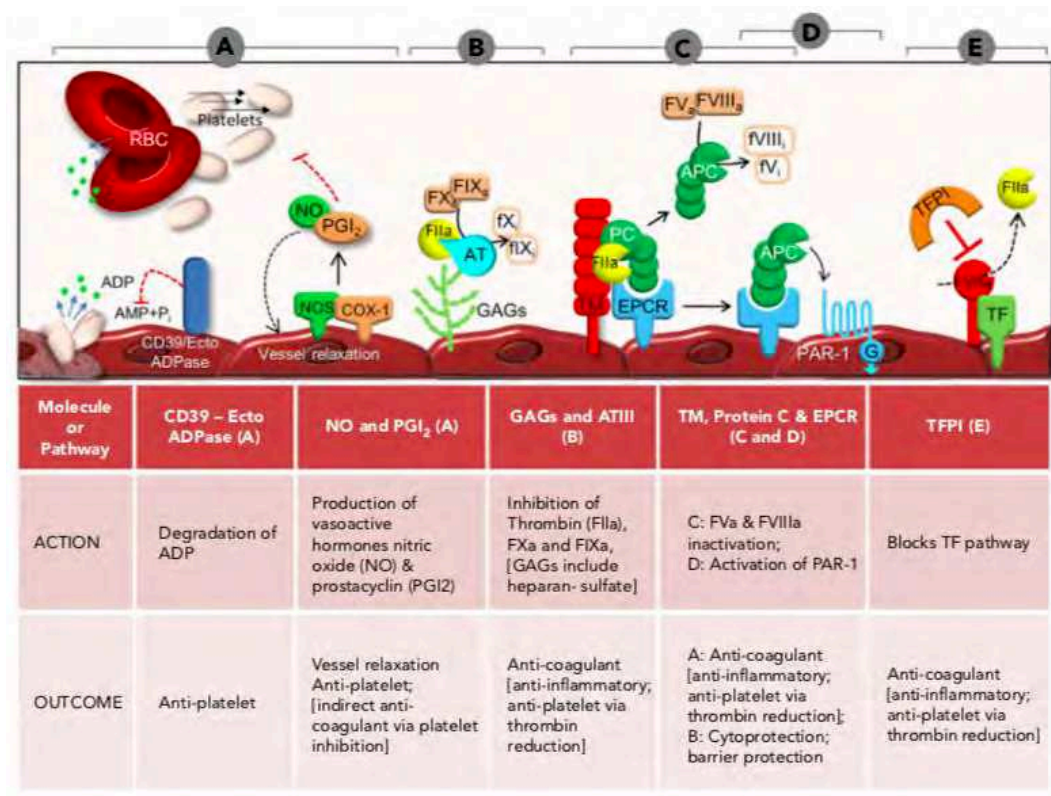 A
B
C
D
E
RBC
Platelets
NO
PGI₂
ADP
AMP+Pᵢ
CD39/Ecto
ADPase
NOS
COX-1
Vessel relaxation
FIXₐ
FIIa
AT
fXᵢ
fIXᵢ
GAGs
FVₐ
FVIIIₐ
APC
fVIIIᵢ
fVᵢ
PC
FIIa
EPCR
APC
PAR-1
G
TFPI
FIIa
TF
Molecule
or
Pathway
CD39 – Ecto
ADPase (A)
NO and PGI₂ (A)
GAGs and ATIII
(B)
TM, Protein C & EPCR
(C and D)
TFPI (E)
ACTION
Degradation of
ADP
Production of
vasoactive
hormones nitric
oxide (NO) &
prostacyclin (PGI2)
Inhibition of
Thrombin (FIIa),
FXa and FIXa,
[GAGs include
heparan- sulfate]
C: FVa & FVIIIa
inactivation;
D: Activation of PAR-1
Blocks TF pathway
OUTCOME
Anti-platelet
Vessel relaxation
Anti-platelet;
[indirect anti-
coagulant via platelet
inhibition]
Anti-coagulant
[anti-inflammatory;
anti-platelet via
thrombin
reduction]
A: Anti-coagulant
[anti-inflammatory;
anti-platelet via
thrombin reduction];
B: Cytoprotection;
barrier protection
Anti-coagulant
[anti-inflammatory;
anti-platelet via
thrombin reduction]